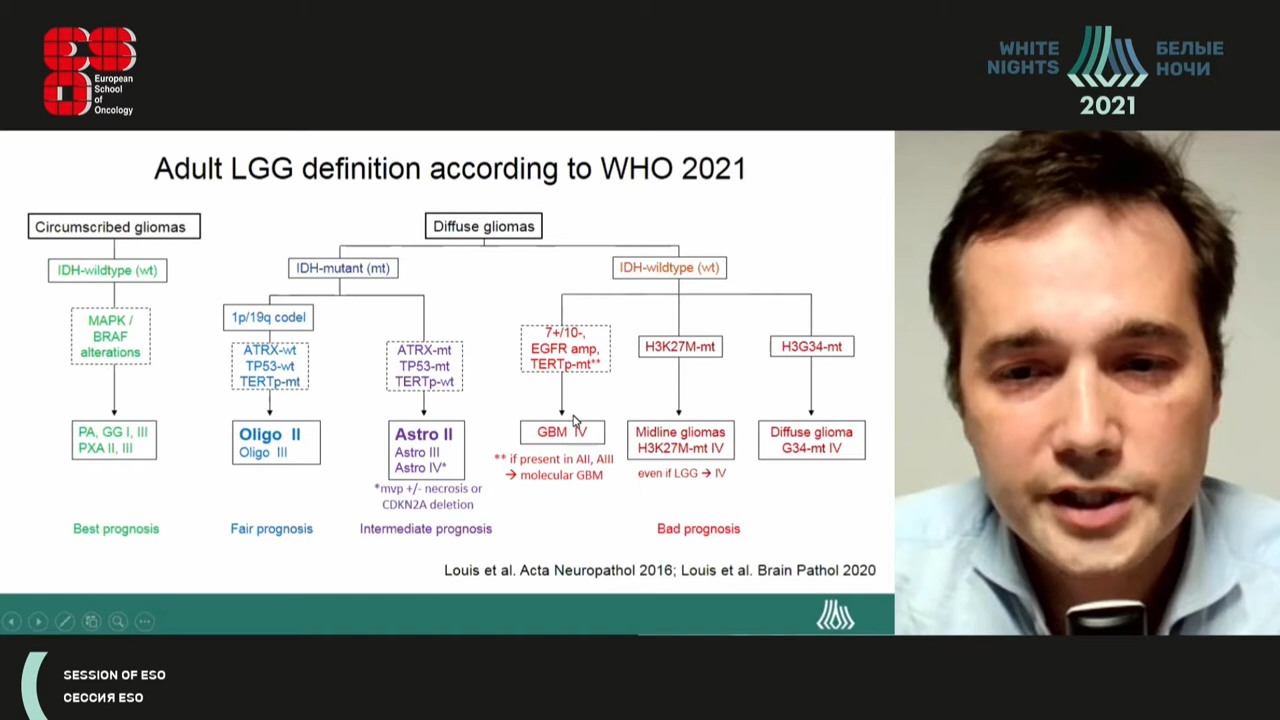 European
School
of
Oncology
WHITE
NIGHTS
БЕЛЫЕ
НОЧИ
2021
Adult LGG definition according to WHO 2021
Circumscribed gliomas
Diffuse gliomas
IDH-wildtype (wt)
IDH-mutant (mt)
IDH-wildtype (wt)
MAPK /
BRAF
alterations
1p/19q codel
ATRX-wt
TP53-wt
TERTp-mt
ATRX-mt
TP53-mt
TERTp-wt
7+/10-,
EGFR amp,
TERTp-mt**
H3K27M-mt
H3G34-mt
PA, GG I, III
PXA II, III
Oligo II
Oligo III
Astro II
Astro III
Astro IV*
*mvp +/- necrosis or
CDKN2A deletion
GBM IV
** if present in AII, AIII
→ molecular GBM
Midline gliomas
H3K27M-mt IV
even if LGG → IV
Diffuse glioma
G34-mt IV
Best prognosis
Fair prognosis
Intermediate prognosis
Bad prognosis
Louis et al. Acta Neuropathol 2016; Louis et al. Brain Pathol 2020
SESSION OF ESO
СЕССИЯ ESO